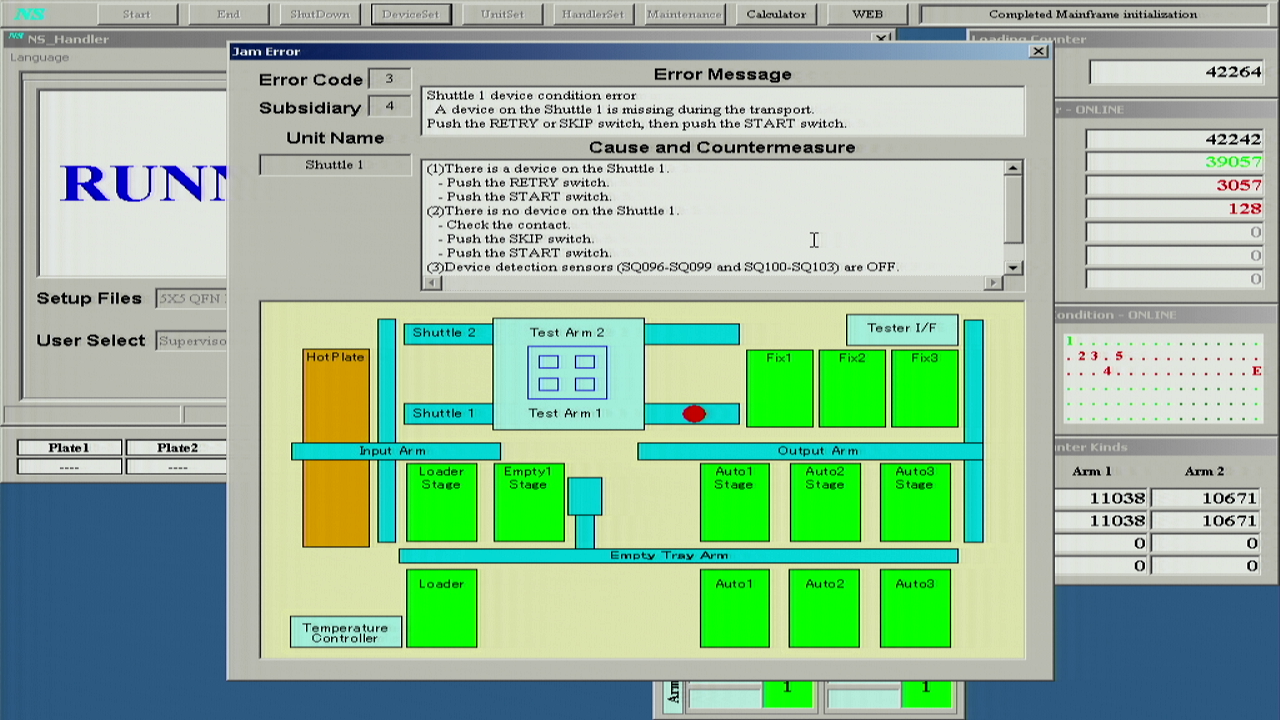 NS
Start
End
ShutDown
DeviceSet
UnitSet
HandlerSet
Maintenance
Calculator
WEB
Completed Mainframe initialization
NS NS_Handler
Language
RUNN
Setup Files
5X5 QFN
User Select
Superviso
Plate1
Plate2
----
----
Jam Error
Error Code
3
Subsidiary
4
Unit Name
Shuttle 1
Error Message
Shuttle 1 device condition error
A device on the Shuttle 1 is missing during the transport.
Push the RETRY or SKIP switch, then push the START switch.
Cause and Countermeasure
(1)There is a device on the Shuttle 1.
- Push the RETRY switch.
- Push the START switch.
(2)There is no device on the Shuttle 1.
- Check the contact.
- Push the SKIP switch.
- Push the START switch.
(3)Device detection sensors (SQ096-SQ099 and SQ100-SQ103) are OFF.
Shuttle 2
Test Arm 2
Tester I/F
HotPlate
Fix1
Fix2
Fix3
Shuttle 1
Test Arm 1
Input Arm
Output Arm
Loader Stage
Empty1 Stage
Auto1 Stage
Auto2 Stage
Auto3 Stage
Empty Tray Arm
Loader
Auto1
Auto2
Auto3
Temperature Controller
Loading Counter
42264
r - ONLINE
42242
39057
3057
128
0
0
0
ondition - ONLINE
1
. 2 3 . 5
. . . 4
E
nter Kinds
Arm 1
Arm 2
11038
10671
11038
10671
0
0
0
0
Arm
1
1